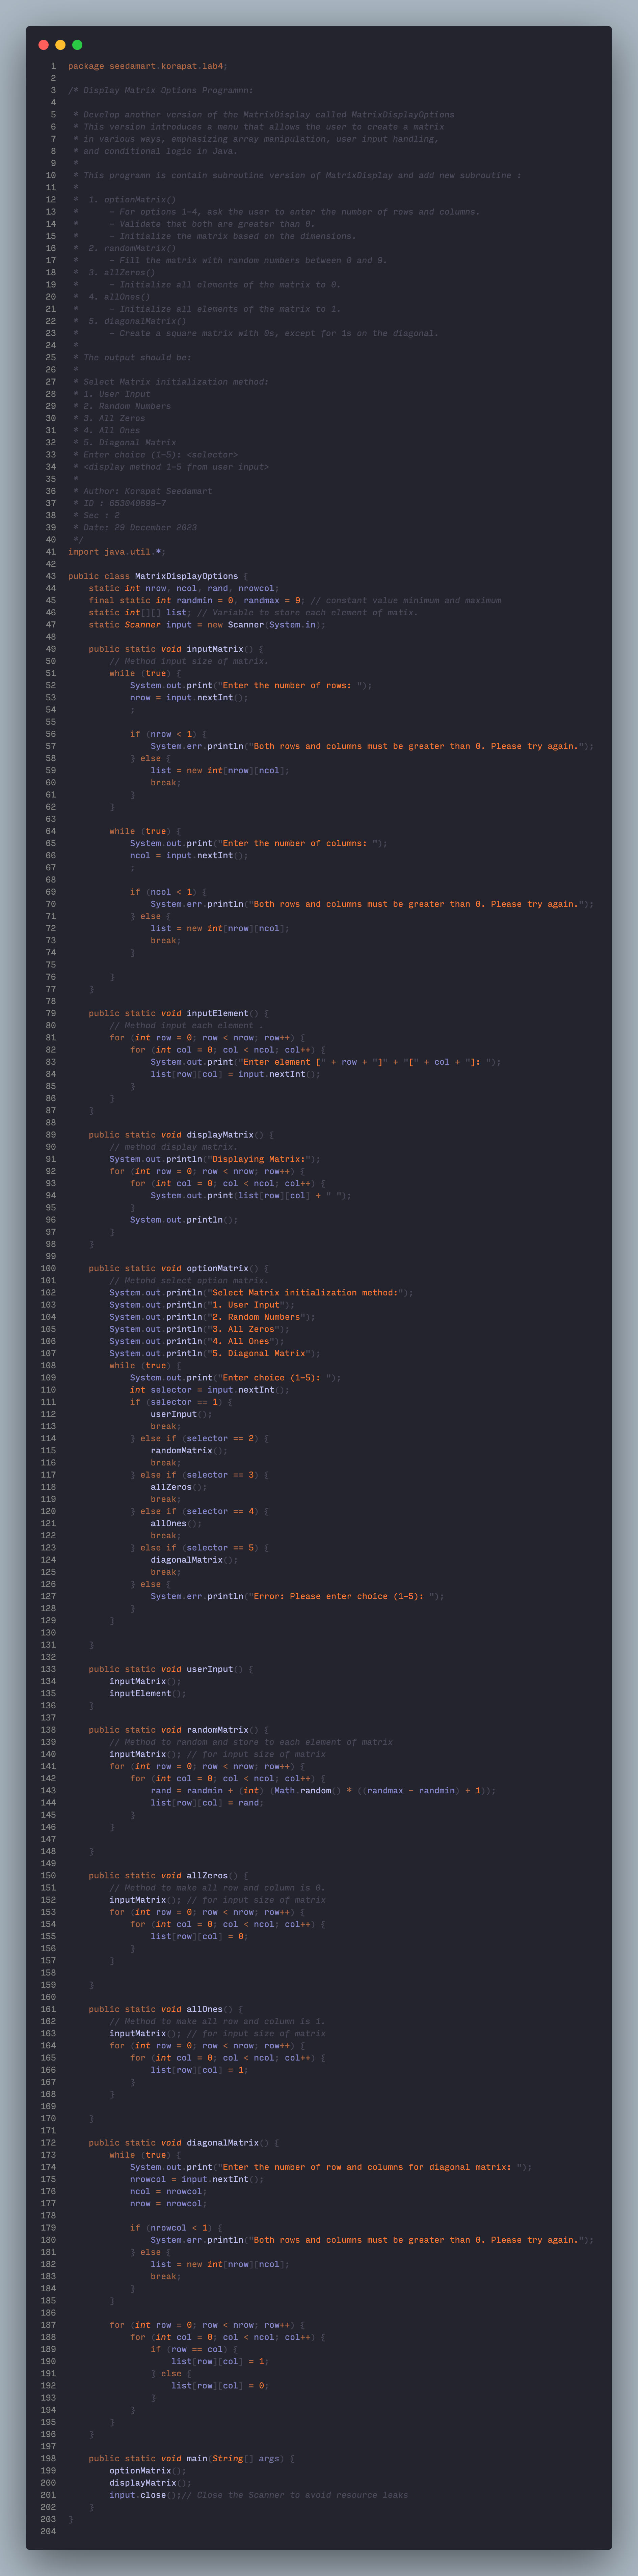 1 package seedamart.korapat.lab4;
2
3 /* Display Matrix Options Programnn:
4
5 * Develop another version of the MatrixDisplay called MatrixDisplayOptions
6 * This version introduces a menu that allows the user to create a matrix
7 * in various ways, emphasizing array manipulation, user input handling,
8 * and conditional logic in Java.
9 *
10 * This programn is contain subroutine version of MatrixDisplay and add new subroutine :
11 *
12 * 1. optionMatrix()
13 * - For options 1-4, ask the user to enter the number of rows and columns.
14 * - Validate that both are greater than 0.
15 * - Initialize the matrix based on the dimensions.
16 * 2. randomMatrix()
17 * - Fill the matrix with random numbers between 0 and 9.
18 * 3. allZeros()
19 * - Initialize all elements of the matrix to 0.
20 * 4. allOnes()
21 * - Initialize all elements of the matrix to 1.
22 * 5. diagonalMatrix()
23 * - Create a square matrix with 0s, except for 1s on the diagonal.
24 *
25 * The output should be:
26 *
27 * Select Matrix initialization method:
28 * 1. User Input
29 * 2. Random Numbers
30 * 3. All Zeros
31 * 4. All Ones
32 * 5. Diagonal Matrix
33 * Enter choice (1-5): <selector>
34 * <display method 1-5 from user input>
35 *
36 * Author: Korapat Seedamart
37 * ID : 653040699-7
38 * Sec : 2
39 * Date: 29 December 2023
40 */
41 import java.util.*;
42
43 public class MatrixDisplayOptions {
44 static int nrow, ncol, rand, nrowcol;
45 final static int randmin = 0, randmax = 9; // constant value minimum and maximum
46 static int[][] list; // Variable to store each element of matix.
47 static Scanner input = new Scanner(System.in);
48
49 public static void inputMatrix() {
50 // Method input size of matrix.
51 while (true) {
52 System.out.print("Enter the number of rows: ");
53 nrow = input.nextInt();
54 ;
55
56 if (nrow < 1) {
57 System.err.println("Both rows and columns must be greater than 0. Please try again.");
58 } else {
59 list = new int[nrow][ncol];
60 break;
61 }
62 }
63
64 while (true) {
65 System.out.print("Enter the number of columns: ");
66 ncol = input.nextInt();
67 ;
68
69 if (ncol < 1) {
70 System.err.println("Both rows and columns must be greater than 0. Please try again.");
71 } else {
72 list = new int[nrow][ncol];
73 break;
74 }
75
76 }
77 }
78
79 public static void inputElement() {
80 // Method input each element .
81 for (int row = 0; row < nrow; row++) {
82 for (int col = 0; col < ncol; col++) {
83 System.out.print("Enter element [" + row + "]" + "[" + col + "]: ");
84 list[row][col] = input.nextInt();
85 }
86 }
87 }
88
89 public static void displayMatrix() {
90 // method display matrix.
91 System.out.println("Displaying Matrix:");
92 for (int row = 0; row < nrow; row++) {
93 for (int col = 0; col < ncol; col++) {
94 System.out.print(list[row][col] + " ");
95 }
96 System.out.println();
97 }
98 }
99
100 public static void optionMatrix() {
101 // Metohd select option matrix.
102 System.out.println("Select Matrix initialization method:");
103 System.out.println("1. User Input");
104 System.out.println("2. Random Numbers");
105 System.out.println("3. All Zeros");
106 System.out.println("4. All Ones");
107 System.out.println("5. Diagonal Matrix");
108 while (true) {
109 System.out.print("Enter choice (1-5): ");
110 int selector = input.nextInt();
111 if (selector == 1) {
112 userInput();
113 break;
114 } else if (selector == 2) {
115 randomMatrix();
116 break;
117 } else if (selector == 3) {
118 allZeros();
119 break;
120 } else if (selector == 4) {
121 allOnes();
122 break;
123 } else if (selector == 5) {
124 diagonalMatrix();
125 break;
126 } else {
127 System.err.println("Error: Please enter choice (1-5): ");
128 }
129 }
130
131 }
132
133 public static void userInput() {
134 inputMatrix();
135 inputElement();
136 }
137
138 public static void randomMatrix() {
139 // Method to random and store to each element of matrix
140 inputMatrix(); // for input size of matrix
141 for (int row = 0; row < nrow; row++) {
142 for (int col = 0; col < ncol; col++) {
143 rand = randmin + (int) (Math.random() * ((randmax - randmin) + 1));
144 list[row][col] = rand;
145 }
146 }
147
148 }
149
150 public static void allZeros() {
151 // Method to make all row and column is 0.
152 inputMatrix(); // for input size of matrix
153 for (int row = 0; row < nrow; row++) {
154 for (int col = 0; col < ncol; col++) {
155 list[row][col] = 0;
156 }
157 }
158
159 }
160
161 public static void allOnes() {
162 // Method to make all row and column is 1.
163 inputMatrix(); // for input size of matrix
164 for (int row = 0; row < nrow; row++) {
165 for (int col = 0; col < ncol; col++) {
166 list[row][col] = 1;
167 }
168 }
169
170 }
171
172 public static void diagonalMatrix() {
173 while (true) {
174 System.out.print("Enter the number of row and columns for diagonal matrix: ");
175 nrowcol = input.nextInt();
176 ncol = nrowcol;
177 nrow = nrowcol;
178
179 if (nrowcol < 1) {
180 System.err.println("Both rows and columns must be greater than 0. Please try again.");
181 } else {
182 list = new int[nrow][ncol];
183 break;
184 }
185 }
186
187 for (int row = 0; row < nrow; row++) {
188 for (int col = 0; col < ncol; col++) {
189 if (row == col) {
190 list[row][col] = 1;
191 } else {
192 list[row][col] = 0;
193 }
194 }
195 }
196 }
197
198 public static void main(String[] args) {
199 optionMatrix();
200 displayMatrix();
201 input.close();// Close the Scanner to avoid resource leaks
202 }
203 }
204